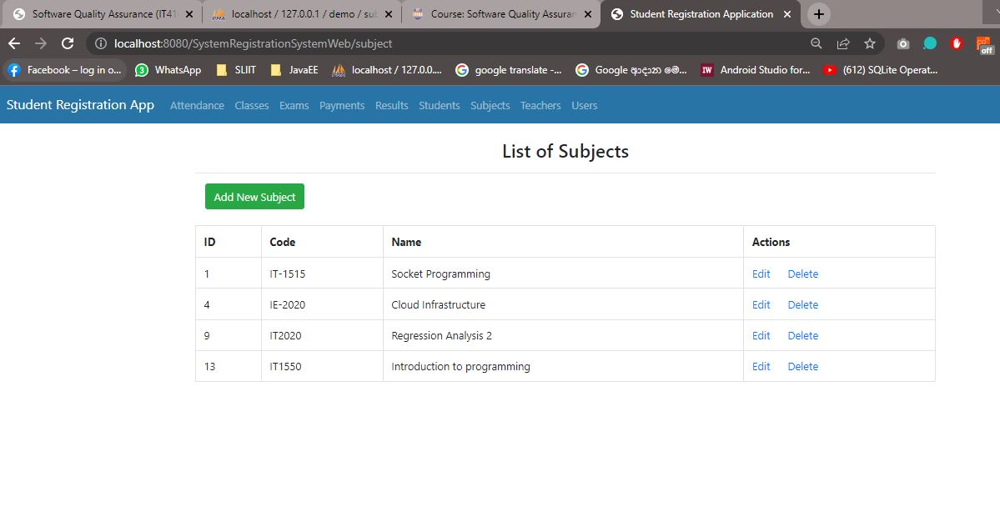 Software Quality Assurance (IT41
localhost / 127.0.0.1 / demo / sub
Course: Software Quality Assuran
Student Registration Application
localhost:8080/SystemRegistrationSystemWeb/subject
off
Facebook – log in o... 3 WhatsApp SLIIT JavaEE localhost / 127.0.0.... google translate -... Google ආදාන මෙ... IW Android Studio for... (612) SQLite Operat...
Student Registration App Attendance Classes Exams Payments Results Students Subjects Teachers Users
List of Subjects
Add New Subject
ID Code Name Actions
1 IT-1515 Socket Programming Edit Delete
4 IE-2020 Cloud Infrastructure Edit Delete
9 IT2020 Regression Analysis 2 Edit Delete
13 IT1550 Introduction to programming Edit Delete